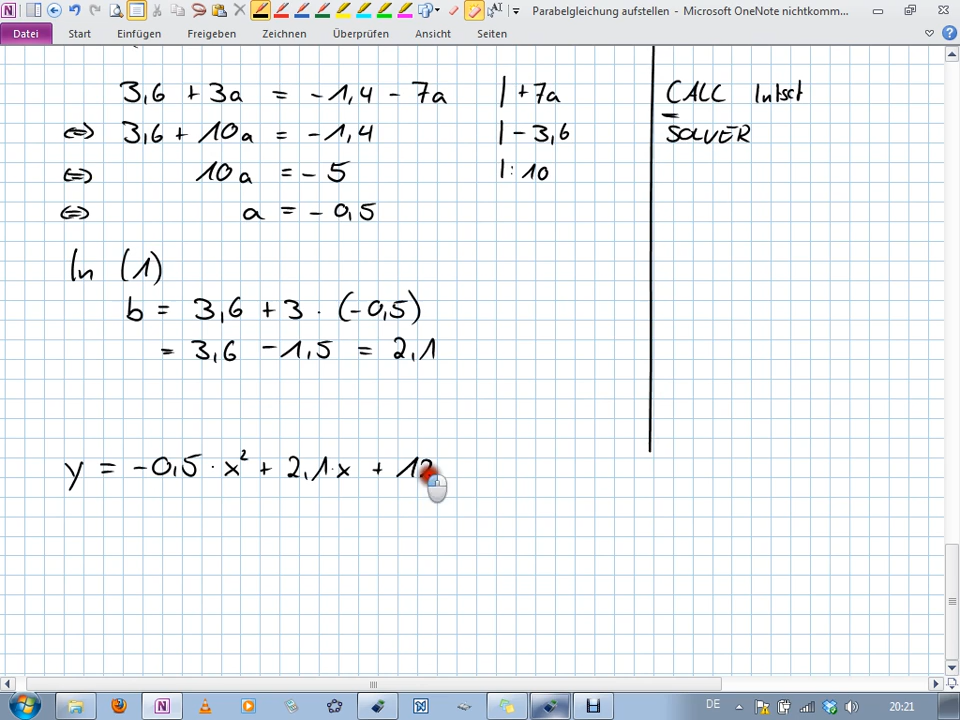 Parabelgleichung aufstellen - Microsoft OneNote nichtkomm...
Datei Start Einfügen Freigeben Zeichnen Überprüfen Ansicht Seiten
3,6 + 3a = -1,4 - 7a | +7a
⇔ 3,6 + 10a = -1,4 | - 3,6
⇔ 10a = - 5 | : 10
⇔ a = - 0,5
CALC Intsct
SOLVER
In (1)
b = 3,6 + 3 · (-0,5)
= 3,6 - 1,5 = 2,1
y = -0,5 · x² + 2,1 · x + 12
DE 20:21